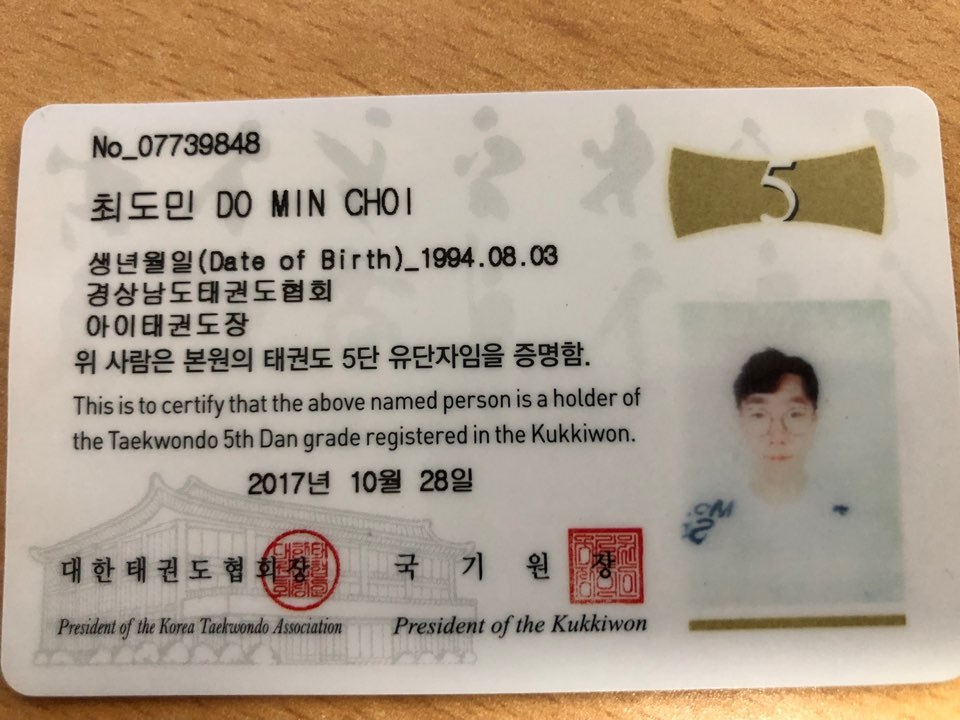 No_07739848
5
최도민 DO MIN CHOI
생년월일(Date of Birth)_1994.08.03
경상남도태권도협회
아이태권도장
위 사람은 본원의 태권도 5단 유단자임을 증명함.
This is to certify that the above named person is a holder of
the Taekwondo 5th Dan grade registered in the Kukkiwon.
2017년 10월 28일
대한태권도협회장 국기원장
President of the Korea Taekwondo Association President of the Kukkiwon